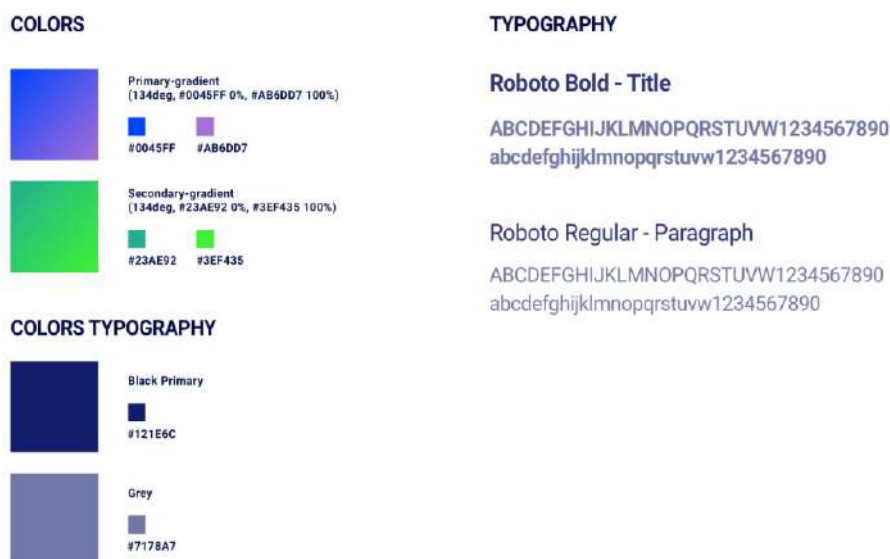 COLORS
Primary-gradient
(134deg, #0045FF 0%, #AB6DD7 100%)
#0045FF #AB6DD7
Secondary-gradient
(134deg, #23AE92 0%, #3EF435 100%)
#23AE92 #3EF435
COLORS TYPOGRAPHY
Black Primary
#121E6C
Grey
#7178A7
TYPOGRAPHY
Roboto Bold - Title
ABCDEFGHIJKLMNOPQRSTUVW1234567890
abcdefghijklmnopqrstuvw1234567890
Roboto Regular - Paragraph
ABCDEFGHIJKLMNOPQRSTUVW1234567890
abcdefghijklmnopqrstuvw1234567890